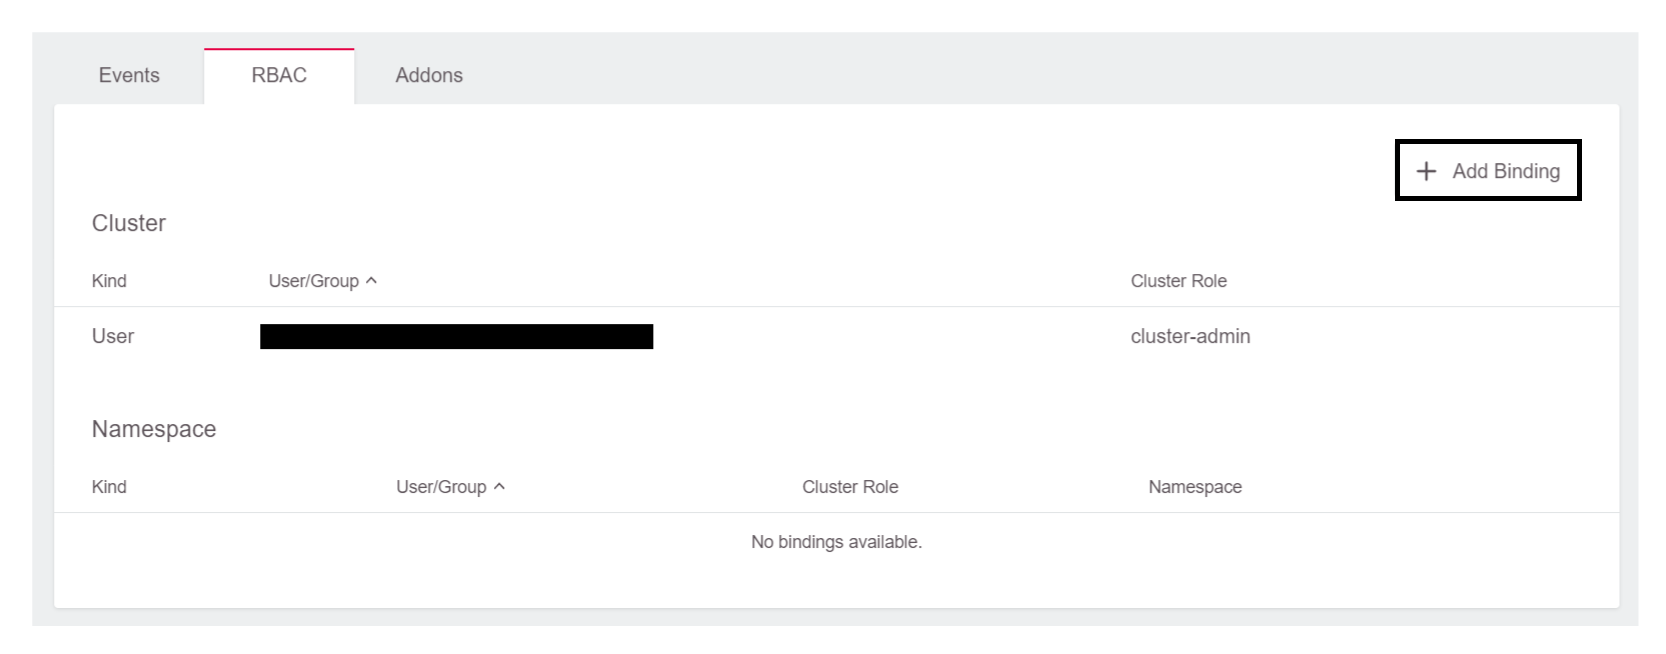 Events RBAC Addons
+ Add Binding
Cluster
Kind User/Group Cluster Role
User cluster-admin
Namespace
Kind User/Group Cluster Role Namespace
No bindings available.